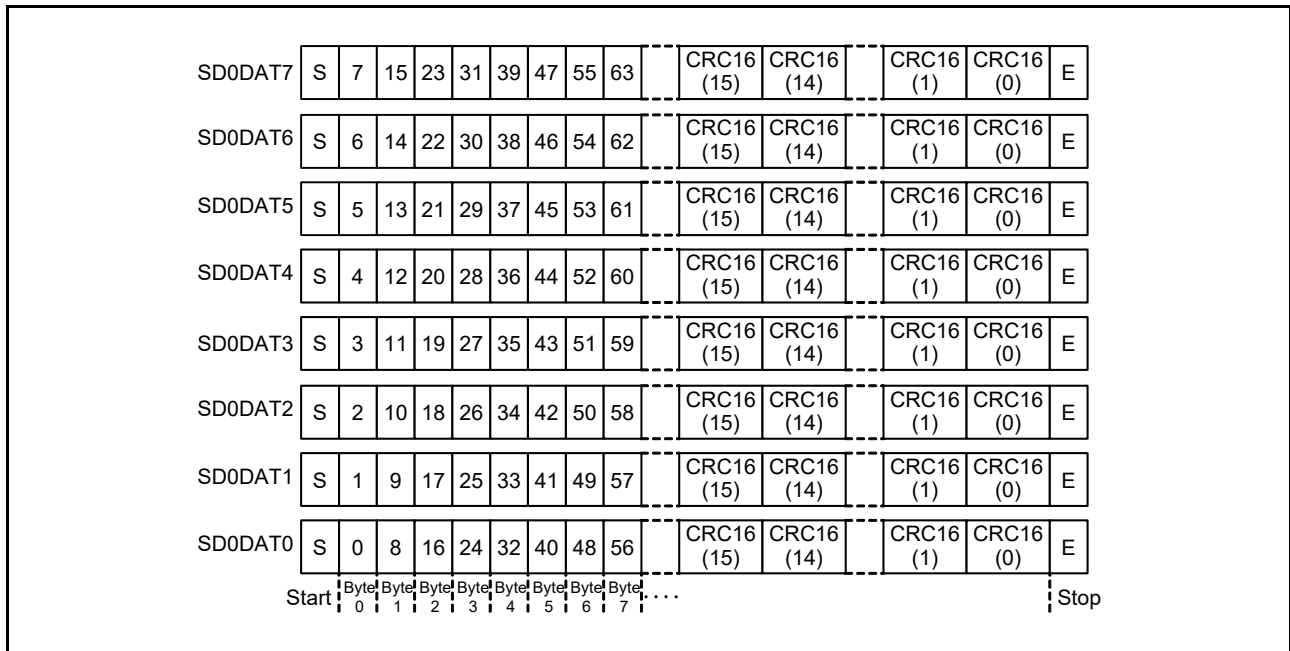 SD0DAT7 S 7 15 23 31 39 47 55 63 CRC16 (15) CRC16 (14) CRC16 (1) CRC16 (0) E
SD0DAT6 S 6 14 22 30 38 46 54 62 CRC16 (15) CRC16 (14) CRC16 (1) CRC16 (0) E
SD0DAT5 S 5 13 21 29 37 45 53 61 CRC16 (15) CRC16 (14) CRC16 (1) CRC16 (0) E
SD0DAT4 S 4 12 20 28 36 44 52 60 CRC16 (15) CRC16 (14) CRC16 (1) CRC16 (0) E
SD0DAT3 S 3 11 19 27 35 43 51 59 CRC16 (15) CRC16 (14) CRC16 (1) CRC16 (0) E
SD0DAT2 S 2 10 18 26 34 42 50 58 CRC16 (15) CRC16 (14) CRC16 (1) CRC16 (0) E
SD0DAT1 S 1 9 17 25 33 41 49 57 CRC16 (15) CRC16 (14) CRC16 (1) CRC16 (0) E
SD0DAT0 S 0 8 16 24 32 40 48 56 CRC16 (15) CRC16 (14) CRC16 (1) CRC16 (0) E
Start Byte 0 Byte 1 Byte 2 Byte 3 Byte 4 Byte 5 Byte 6 Byte 7 ···· Stop